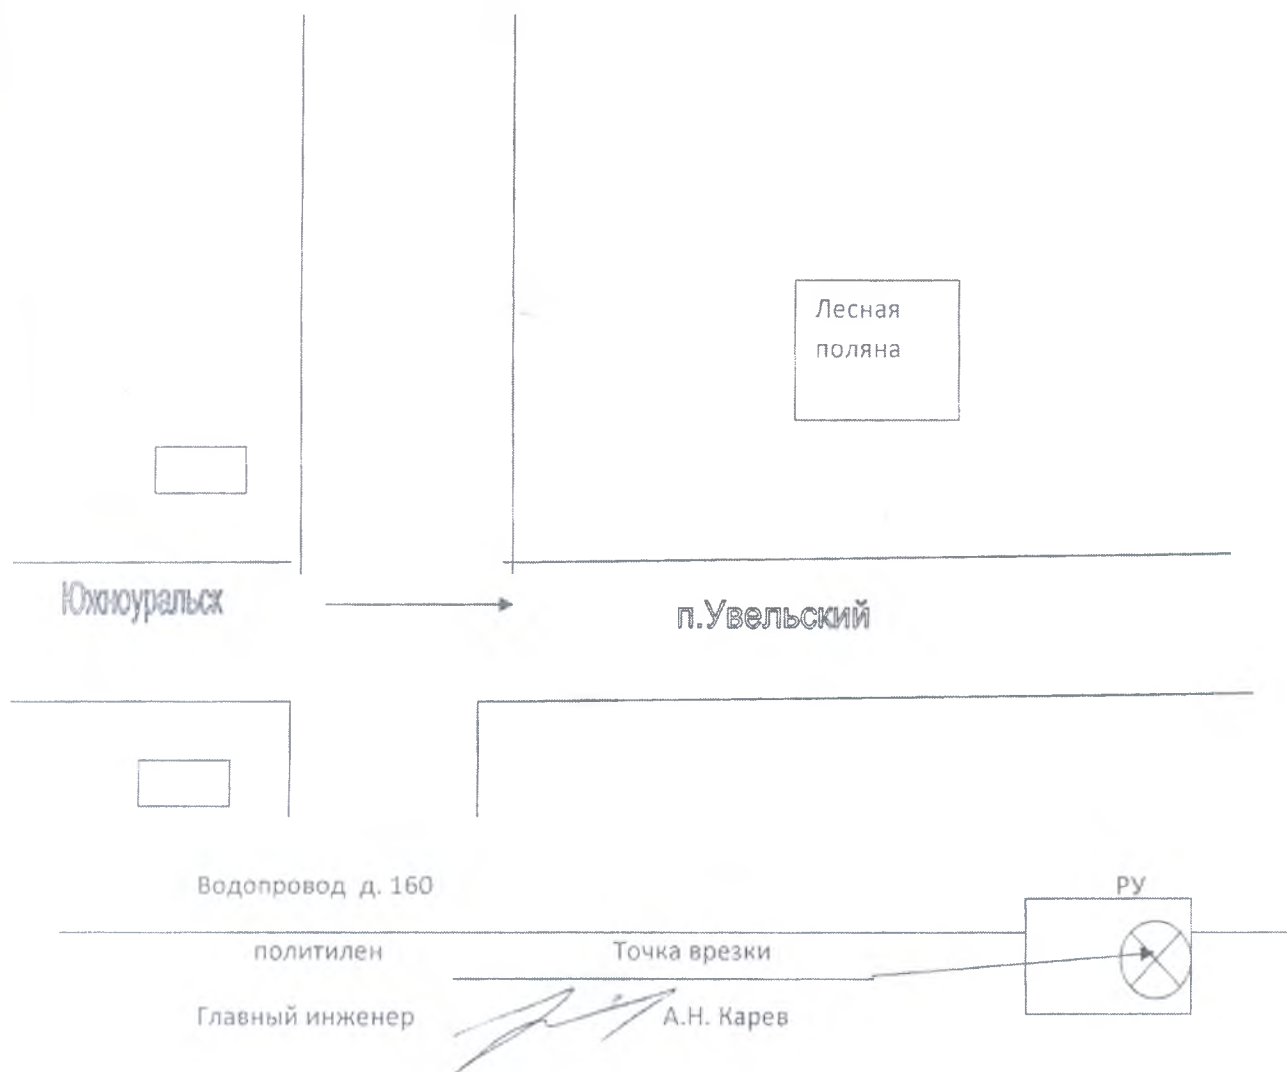 Лесная
поляна
Южноуральск
п.Увельский
Водопровод д. 160
РУ
политилен
Точка врезки
Главный инженер
А.Н. Карев